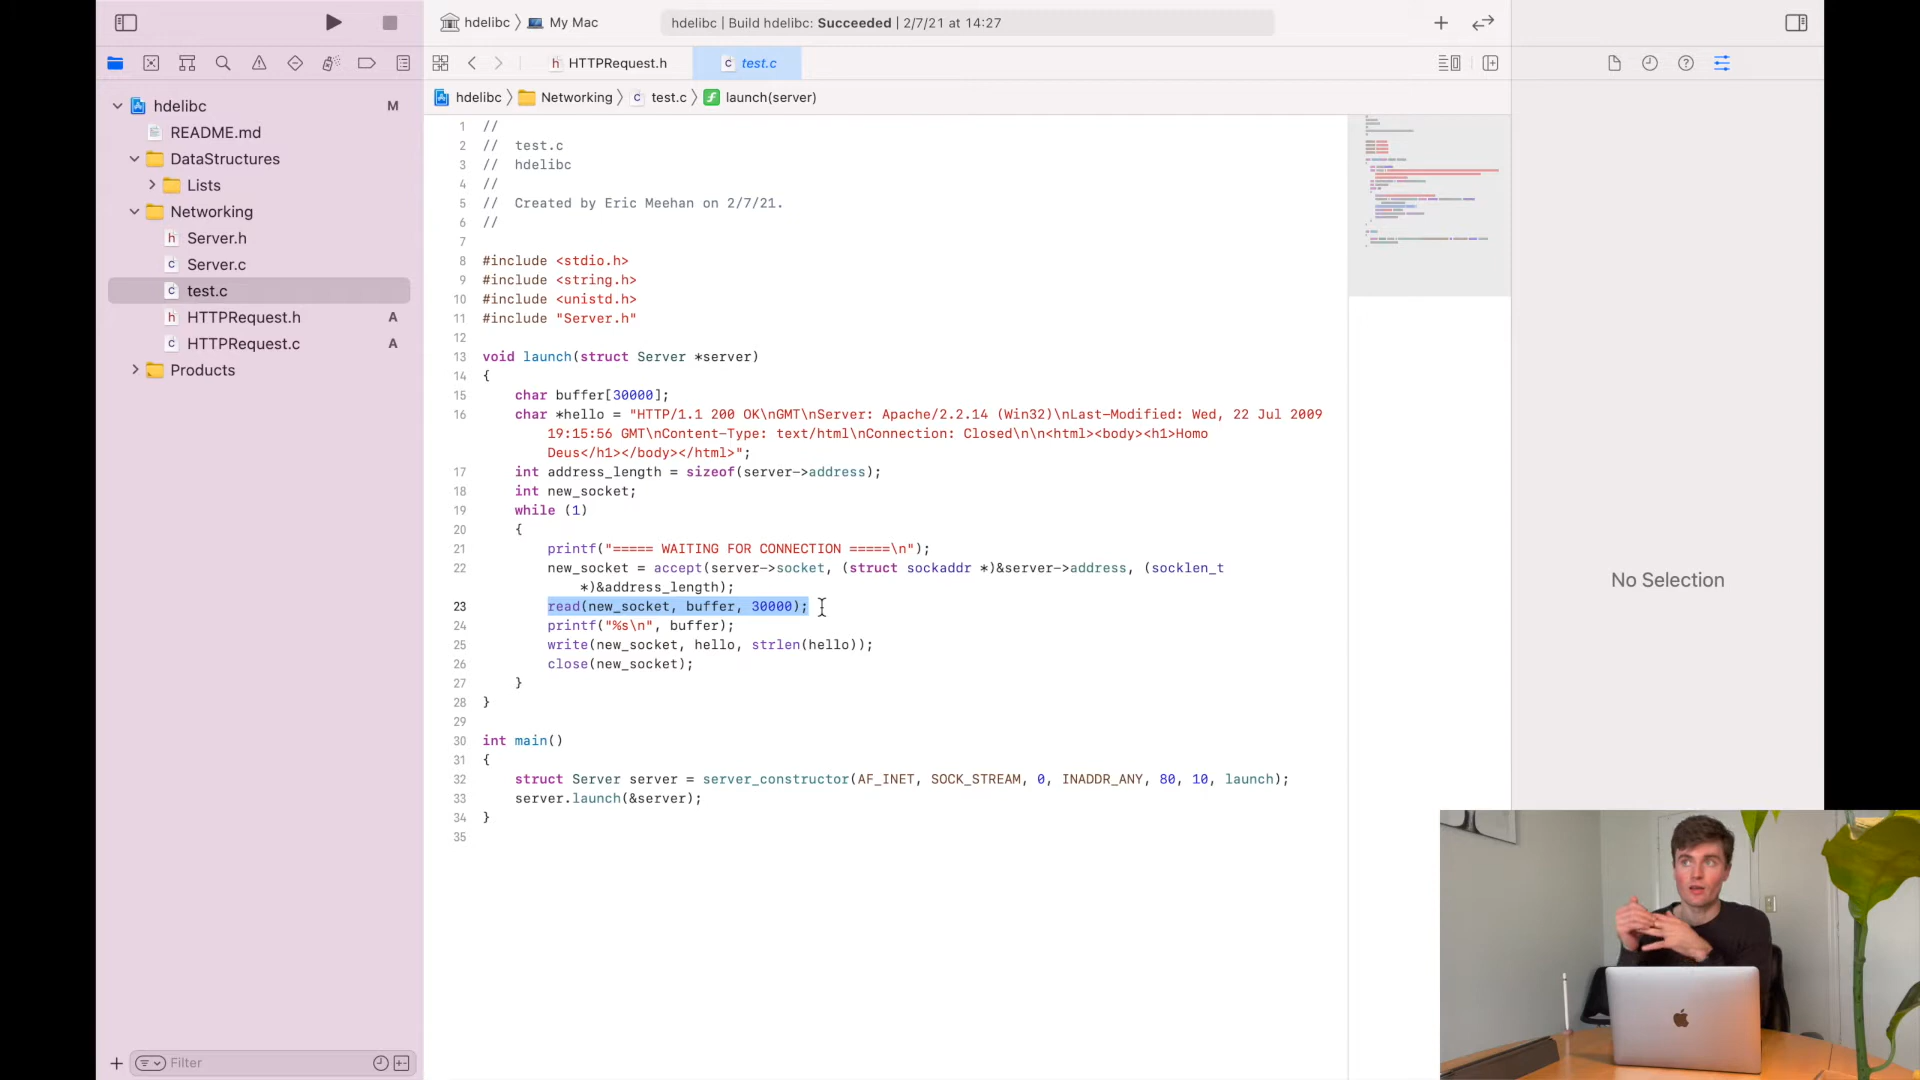 hdelibc
My Mac
hdelibc | Build hdelibc: Succeeded | 2/7/21 at 14:27
HTTPRequest.h
test.c
hdelibc
Networking
test.c
launch(server)
hdelibc
M
README.md
DataStructures
Lists
Networking
Server.h
Server.c
test.c
HTTPRequest.h
A
HTTPRequest.c
A
Products
Filter
1 //
2 //  test.c
3 //  hdelibc
4 //
5 //  Created by Eric Meehan on 2/7/21.
6 //
7
8 #include <stdio.h>
9 #include <string.h>
10 #include <unistd.h>
11 #include "Server.h"
12
13 void launch(struct Server *server)
14 {
15     char buffer[30000];
16     char *hello = "HTTP/1.1 200 OK\nGMT\nServer: Apache/2.2.14 (Win32)\nLast-Modified: Wed, 22 Jul 2009
19:15:56 GMT\nContent-Type: text/html\nConnection: Closed\n\n<html><body><h1>Homo
Deus</h1></body></html>";
17     int address_length = sizeof(server->address);
18     int new_socket;
19     while (1)
20     {
21         printf("===== WAITING FOR CONNECTION =====\n");
22         new_socket = accept(server->socket, (struct sockaddr *)&server->address, (socklen_t
*)&address_length);
23         read(new_socket, buffer, 30000);
24         printf("%s\n", buffer);
25         write(new_socket, hello, strlen(hello));
26         close(new_socket);
27     }
28 }
29
30 int main()
31 {
32     struct Server server = server_constructor(AF_INET, SOCK_STREAM, 0, INADDR_ANY, 80, 10, launch);
33     server.launch(&server);
34 }
35
No Selection